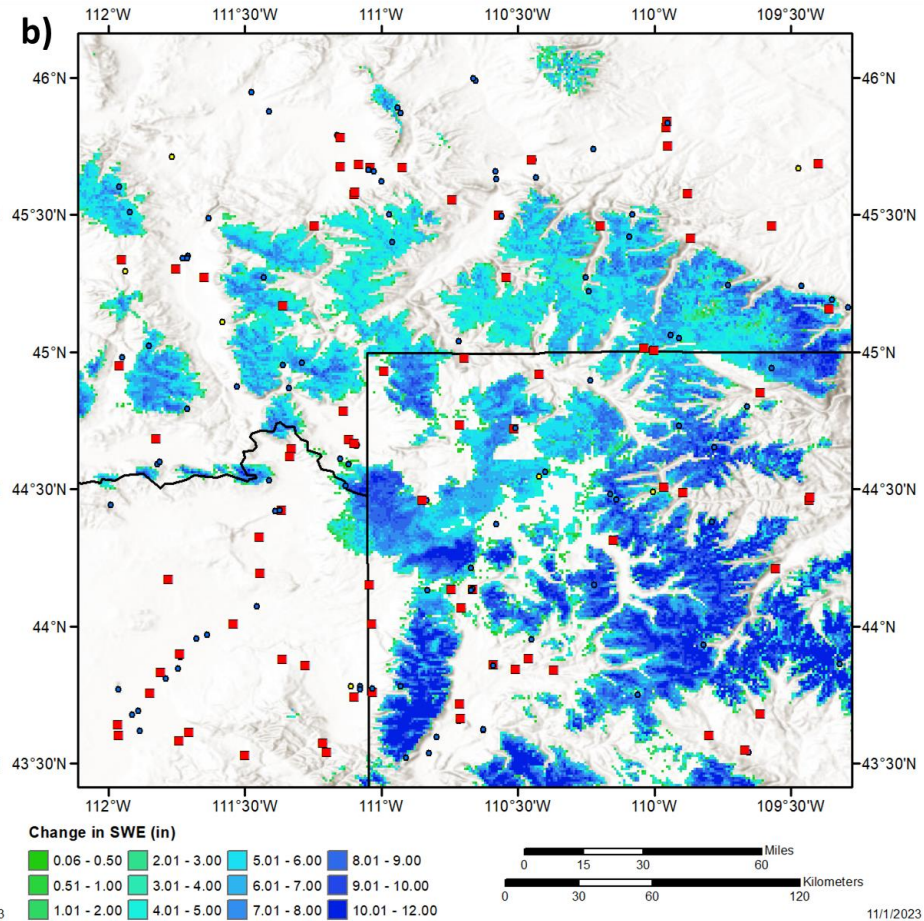 b)
112°W 111°30'W 111°W 110°30'W 110°W 109°30'W
46°N 46°N
45°30'N 45°30'N
45°N 45°N
44°30'N 44°30'N
44°N 44°N
43°30'N 43°30'N
112°W 111°30'W 111°W 110°30'W 110°W 109°30'W
Change in SWE (in)
0.06 - 0.50 2.01 - 3.00 5.01 - 6.00 8.01 - 9.00
0.51 - 1.00 3.01 - 4.00 6.01 - 7.00 9.01 - 10.00
1.01 - 2.00 4.01 - 5.00 7.01 - 8.00 10.01 - 12.00
Miles
0 15 30 60
Kilometers
0 30 60 120
3 11/1/2023